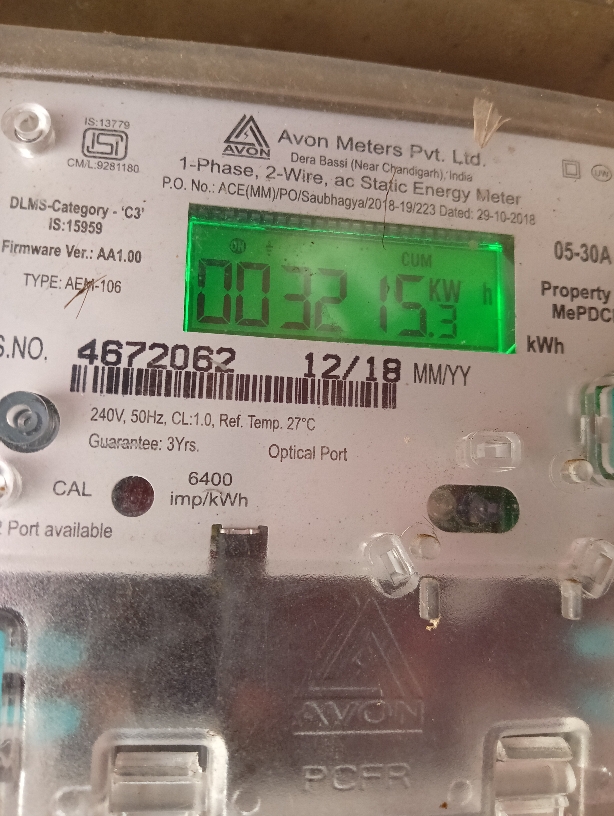 IS:13779
ISI
CM/L:9281180
AVON
Avon Meters Pvt. Ltd.
Dera Bassi (Near Chandigarh), India
1-Phase, 2-Wire, ac Static Energy Meter
P.O. No.: ACE(MM)/PO/Saubhagya/2018-19/223 Dated: 29-10-2018
DLMS-Category - 'C3'
IS:15959
Firmware Ver.: AA1.00
TYPE: AEM-106
CUM
003215.3 KW h
05-30A
Property
MePDC
kWh
S.NO. 4672062 12/18 MM/YY
240V, 50Hz, CL:1.0, Ref. Temp. 27°C
Guarantee: 3Yrs.
Optical Port
CAL
6400
imp/kWh
Port available
AVON
PCFR